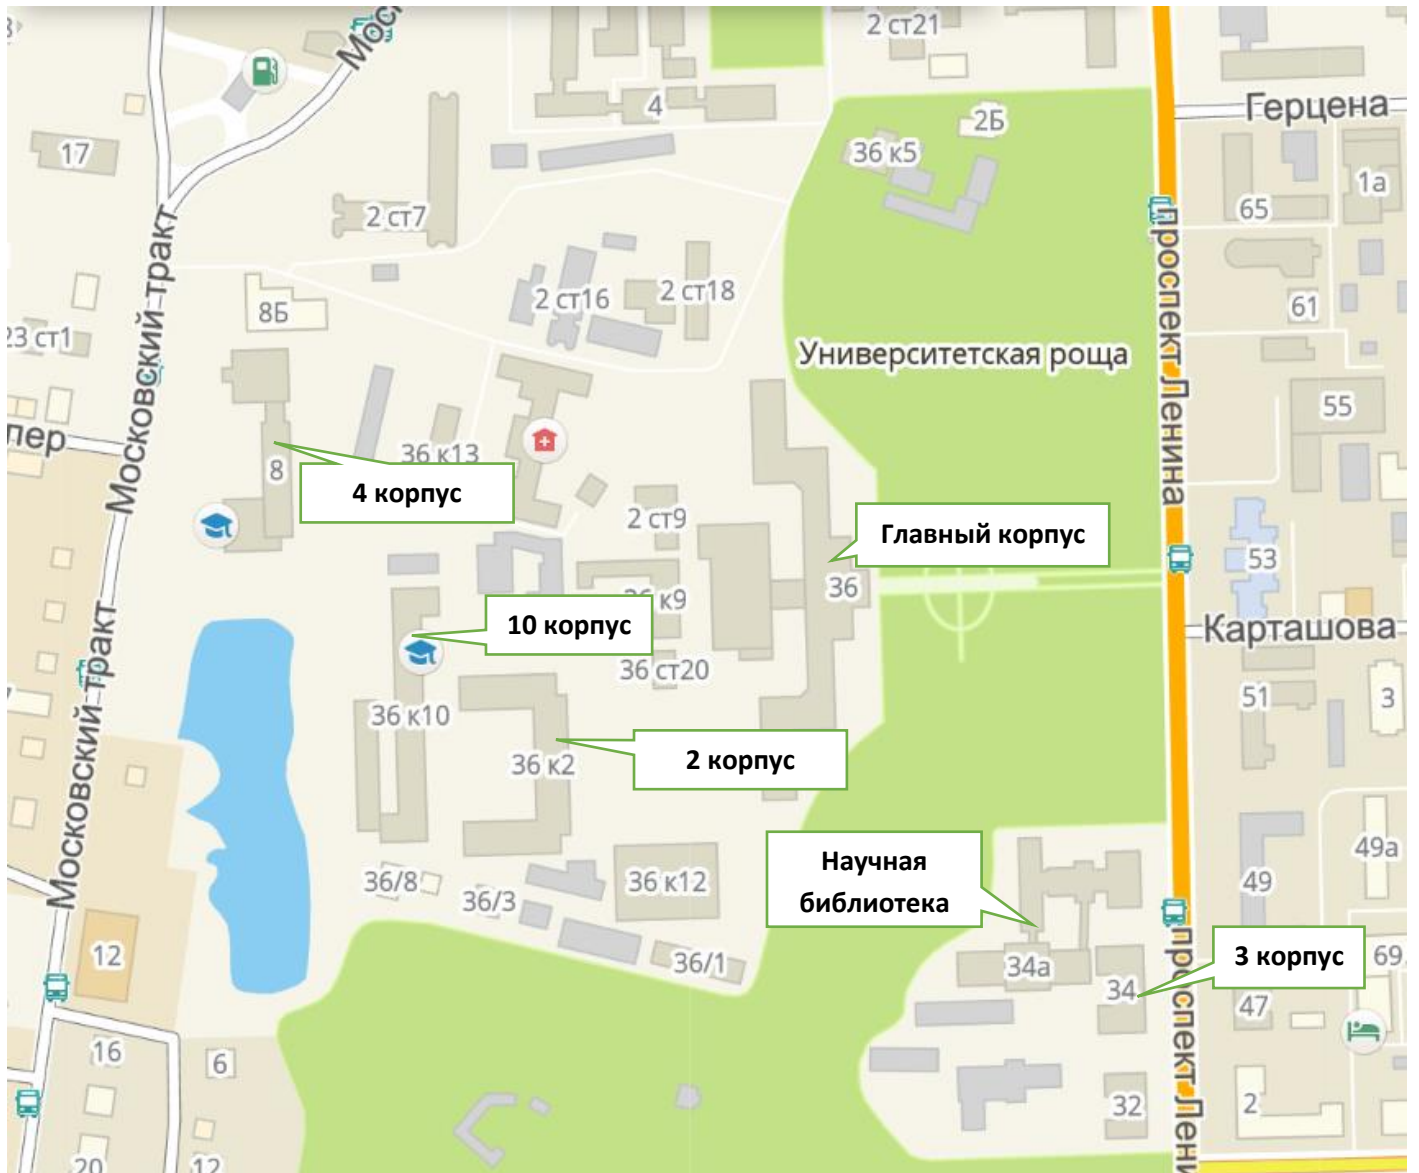 Мос
2 ст21
4
Герцена
2Б
36 к5
17
1а
65
2 ст7
Московский тракт
проспект Ленина
2 ст16
2 ст18
61
8Б
23 ст1
Университетская роща
55
пер
36 к13
8
4 корпус
2 ст9
Главный корпус
53
36
36 к9
10 корпус
Карташова
36 ст20
51
3
36 к10
Московский тракт
36 к2
2 корпус
49а
Научная
библиотека
36/8
36 к12
49
36/3
12
36/1
34а
34
3 корпус
69
47
проспект Лени
16
6
32
2
20
12